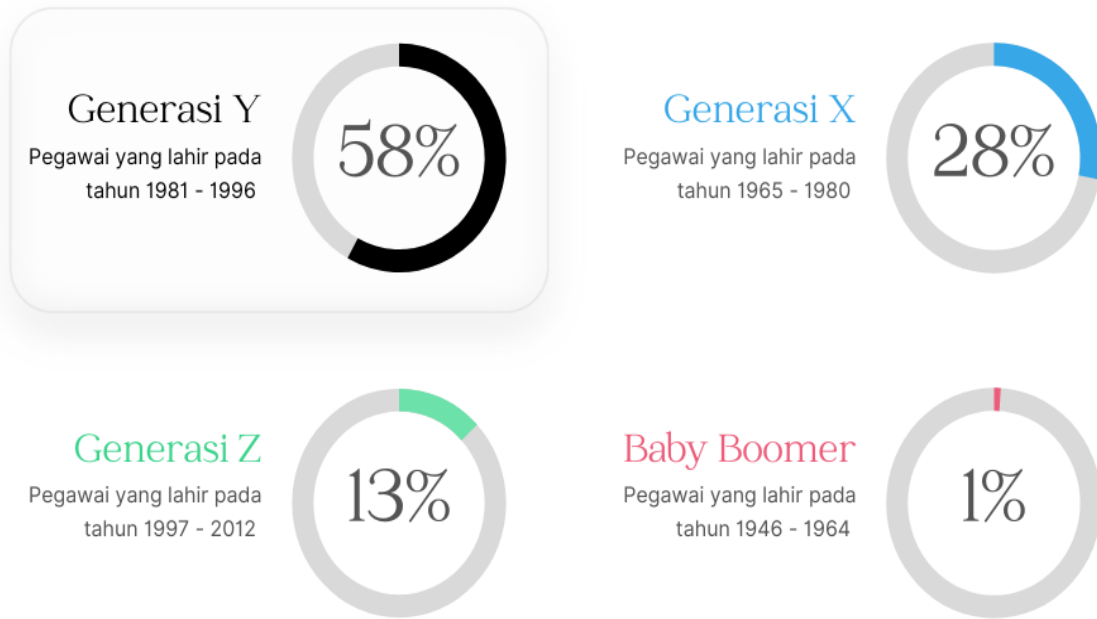 Generasi Y
Pegawai yang lahir pada
tahun 1981 - 1996
58%
Generasi X
Pegawai yang lahir pada
tahun 1965 - 1980
28%
Generasi Z
Pegawai yang lahir pada
tahun 1997 - 2012
13%
Baby Boomer
Pegawai yang lahir pada
tahun 1946 - 1964
1%